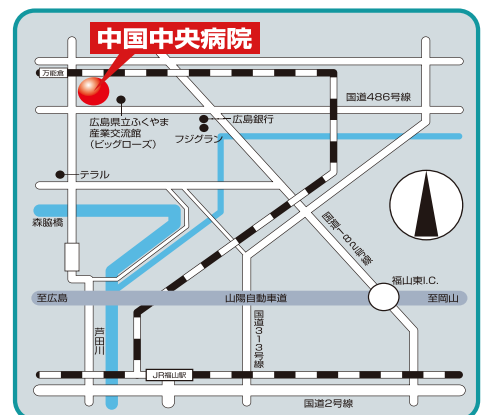 中国中央病院
万能倉
国道486号線
広島県立ふくやま
産業交流館
(ビッグローズ)
広島銀行
フジグラン
テラル
森脇橋
国道182号線
福山東I.C.
至広島
山陽自動車道
至岡山
芦田川
国道313号線
JR福山駅
国道2号線